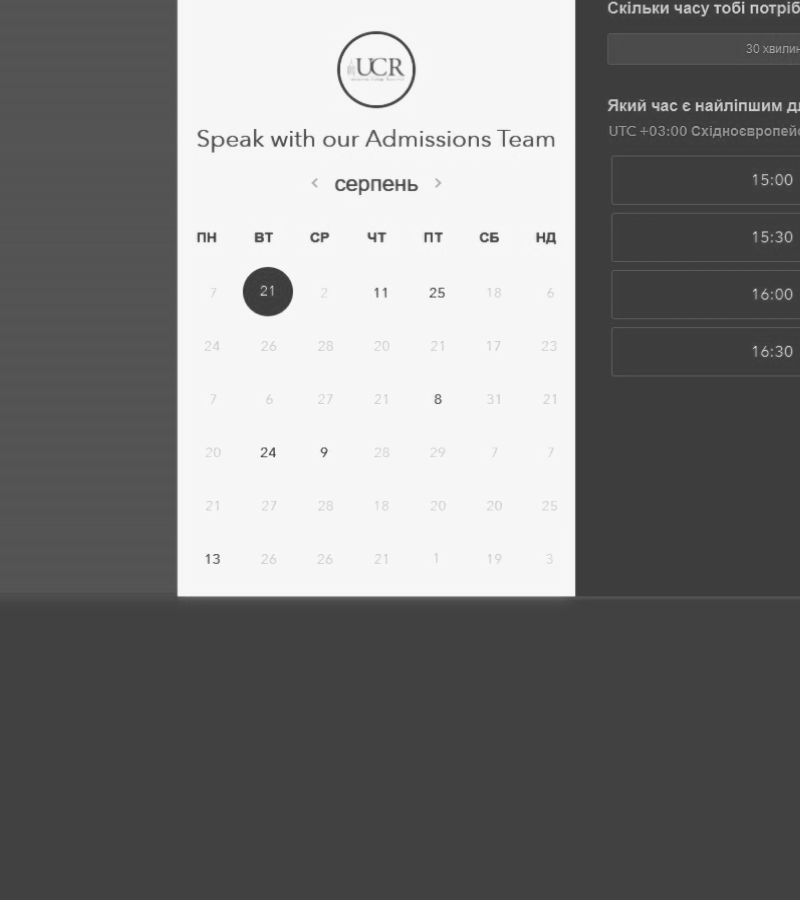 UCR
Speak with our Admissions Team
< серпень >
ПН ВТ СР ЧТ ПТ СБ НД
7 21 2 11 25 18 6
24 26 28 20 21 17 23
7 6 27 21 8 31 21
20 24 9 28 29 7 7
21 27 28 18 20 20 25
13 26 26 21 1 19 3
Скільки часу тобі потріб
30 хвилин
Який час є найліпшим д
UTC +03:00 Східноєвропейс
15:00
15:30
16:00
16:30